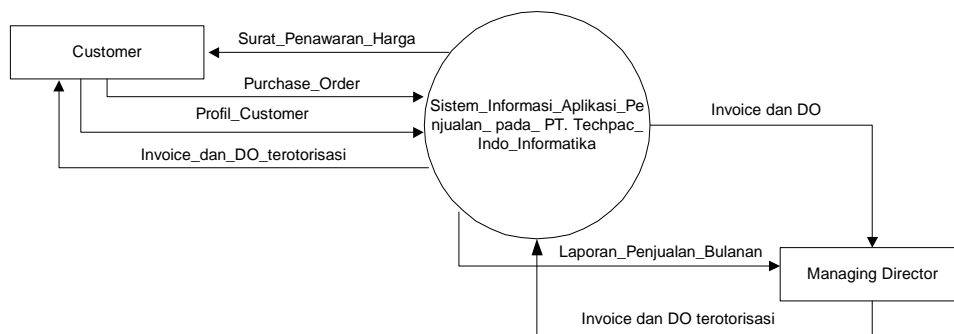 Surat_Penawaran_Harga
Customer
Purchase_Order
Profil_Customer
Invoice_dan_DO_terotorisasi
Sistem_Informasi_Aplikasi_Pe
njualan_ pada_ PT. Techpac_
Indo_Informatika
Invoice dan DO
Laporan_Penjualan_Bulanan
Managing Director
Invoice dan DO terotorisasi